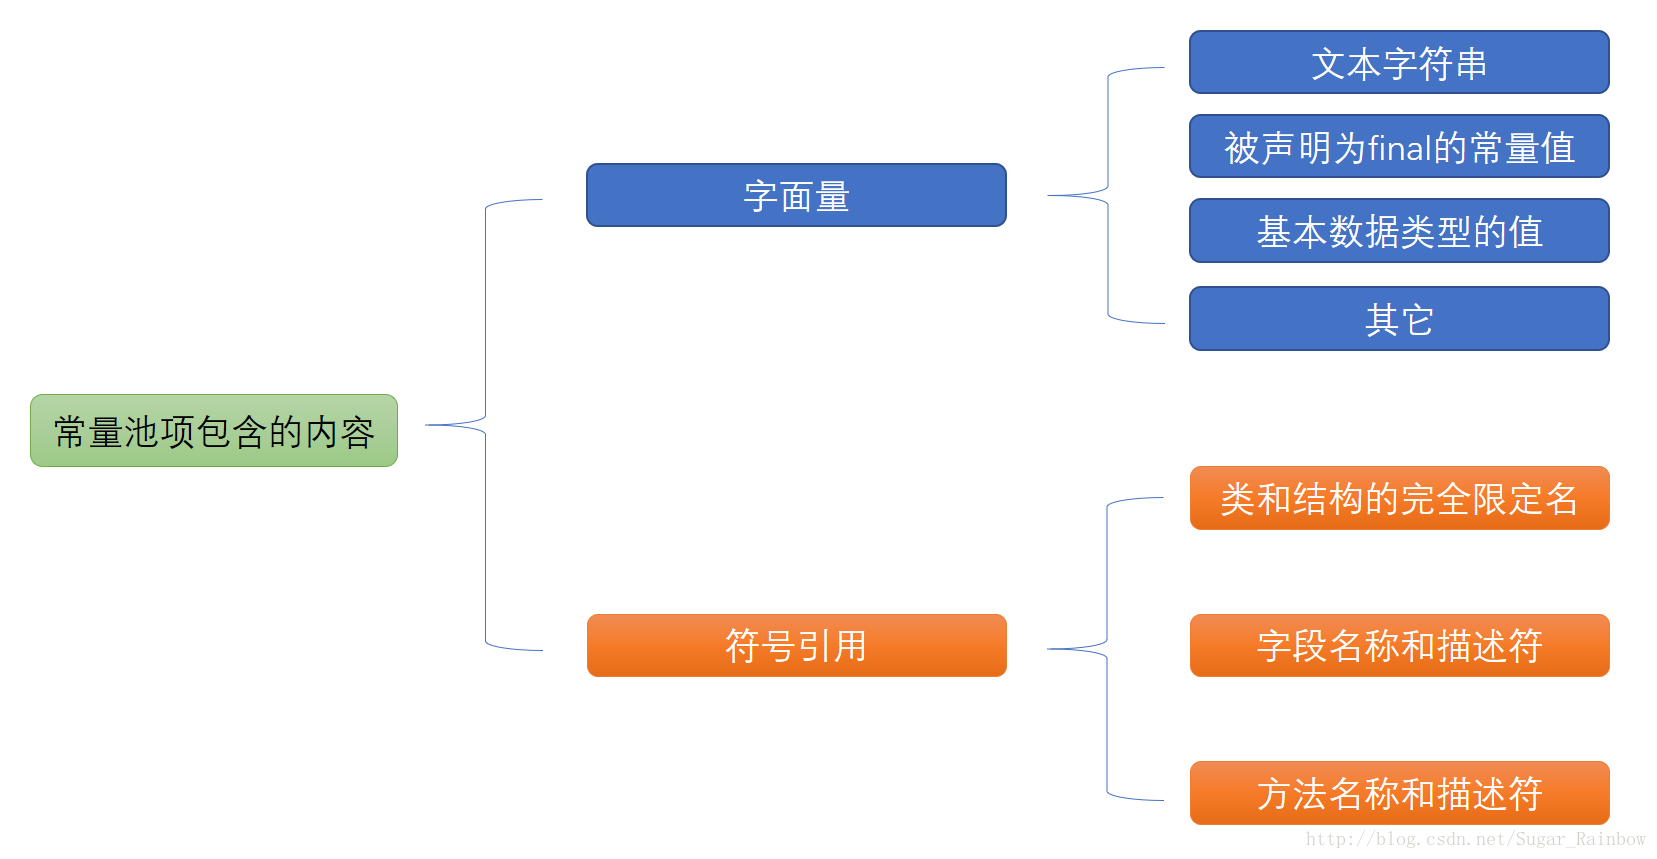 常量池项包含的内容
字面量
文本字符串
被声明为final的常量值
基本数据类型的值
其它
符号引用
类和结构的完全限定名
字段名称和描述符
方法名称和描述符
http://blog.csdn.net/Sugar_Rainbow